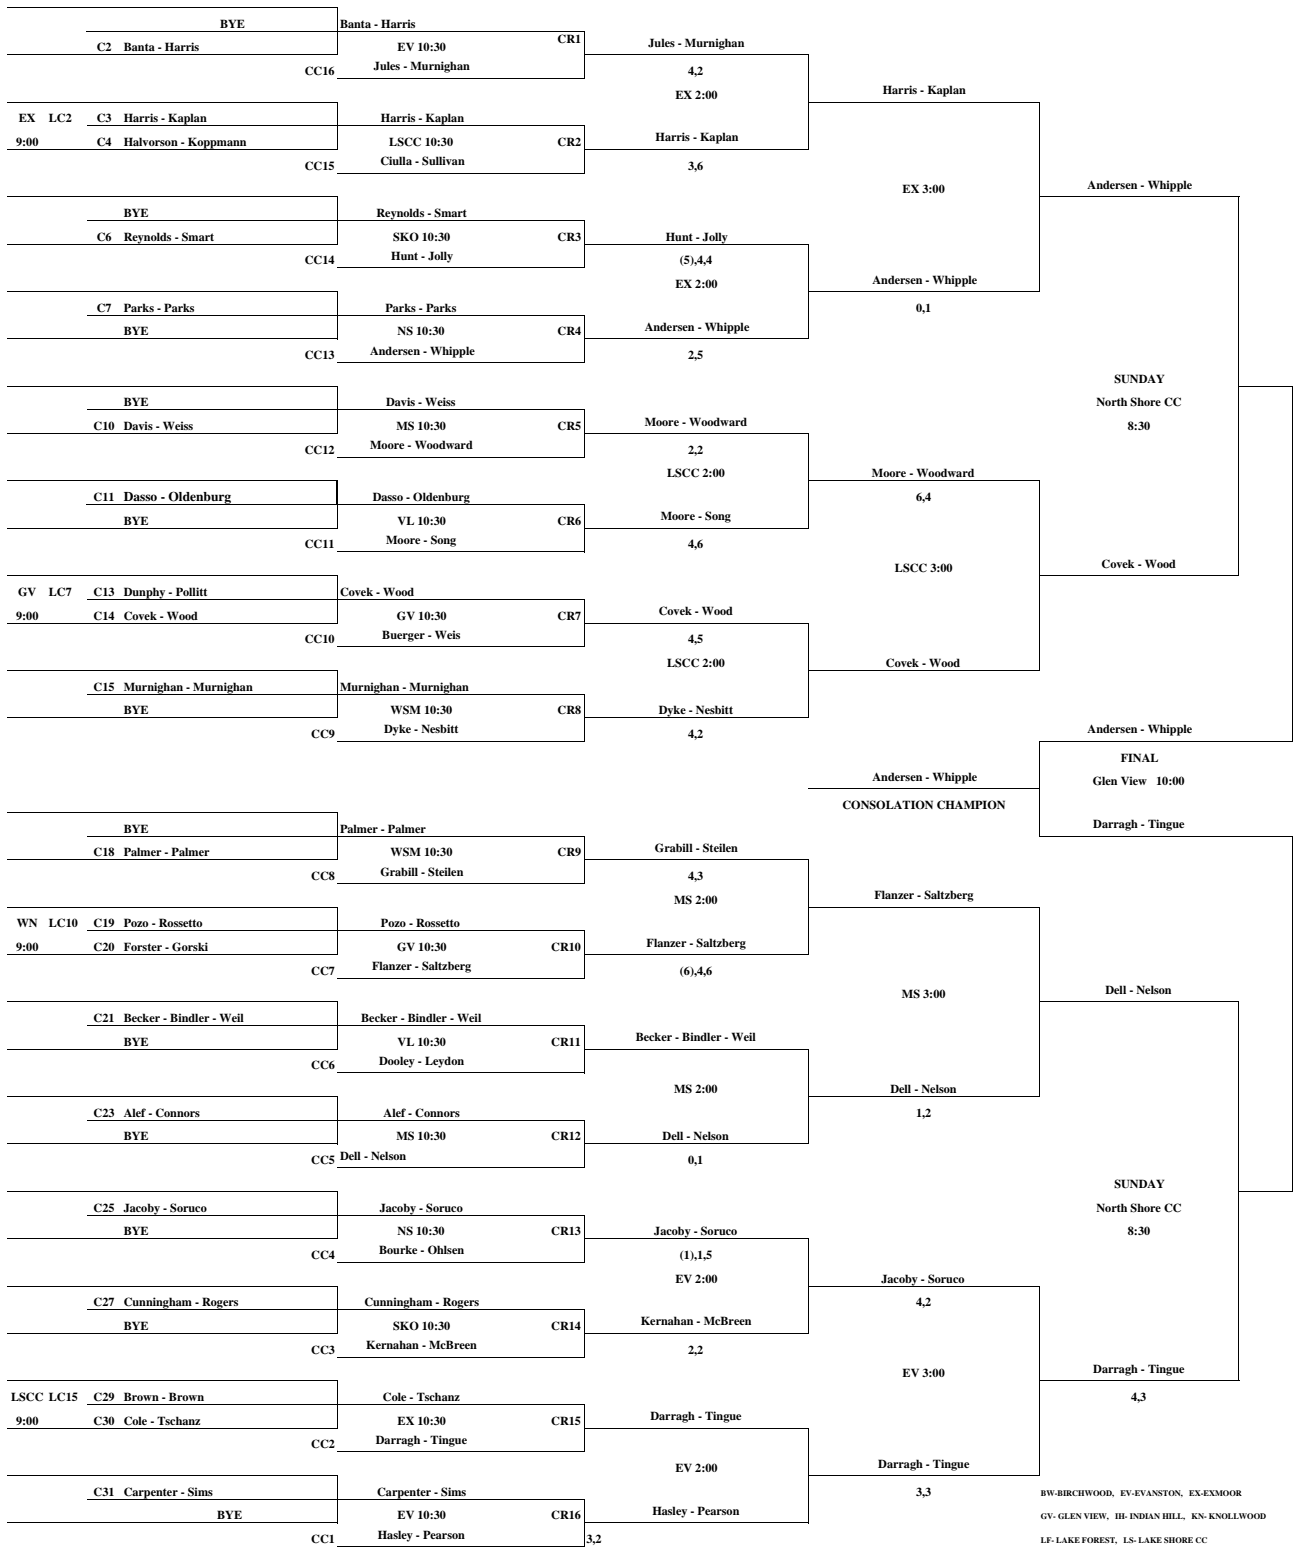 BYE Banta - Harris
C2 Banta - Harris EV 10:30 CR1 Jules - Murnighan
CC16 Jules - Murnighan 4,2
EX 2:00 Harris - Kaplan
EX LC2 C3 Harris - Kaplan Harris - Kaplan
9:00 C4 Halvorson - Koppmann LSCC 10:30 CR2 Harris - Kaplan
CC15 Ciulla - Sullivan 3,6
EX 3:00 Andersen - Whipple
BYE Reynolds - Smart
C6 Reynolds - Smart SKO 10:30 CR3 Hunt - Jolly
CC14 Hunt - Jolly (5),4,4
EX 2:00 Andersen - Whipple
C7 Parks - Parks Parks - Parks 0,1
BYE NS 10:30 CR4 Andersen - Whipple
CC13 Andersen - Whipple 2,5
SUNDAY
BYE Davis - Weiss North Shore CC
C10 Davis - Weiss MS 10:30 CR5 Moore - Woodward 8:30
CC12 Moore - Woodward 2,2
LSCC 2:00 Moore - Woodward
C11 Dasso - Oldenburg Dasso - Oldenburg 6,4
BYE VL 10:30 CR6 Moore - Song
CC11 Moore - Song 4,6
LSCC 3:00 Covek - Wood
GV LC7 C13 Dunphy - Pollitt Covek - Wood
9:00 C14 Covek - Wood GV 10:30 CR7 Covek - Wood
CC10 Buerger - Weis 4,5
LSCC 2:00 Covek - Wood
C15 Murnighan - Murnighan Murnighan - Murnighan
BYE WSM 10:30 CR8 Dyke - Nesbitt
CC9 Dyke - Nesbitt 4,2 Andersen - Whipple
FINAL
Andersen - Whipple Glen View 10:00
CONSOLATION CHAMPION
BYE Palmer - Palmer Darragh - Tingue
C18 Palmer - Palmer WSM 10:30 CR9 Grabill - Steilen
CC8 Grabill - Steilen 4,3
MS 2:00 Flanzer - Saltzberg
WN LC10 C19 Pozo - Rossetto Pozo - Rossetto
9:00 C20 Forster - Gorski GV 10:30 CR10 Flanzer - Saltzberg
CC7 Flanzer - Saltzberg (6),4,6
MS 3:00 Dell - Nelson
C21 Becker - Bindler - Weil Becker - Bindler - Weil
BYE VL 10:30 CR11 Becker - Bindler - Weil
CC6 Dooley - Leydon
MS 2:00 Dell - Nelson
C23 Alef - Connors Alef - Connors 1,2
BYE MS 10:30 CR12 Dell - Nelson
CC5 Dell - Nelson 0,1
SUNDAY
C25 Jacoby - Soruco Jacoby - Soruco North Shore CC
BYE NS 10:30 CR13 Jacoby - Soruco 8:30
CC4 Bourke - Ohlsen (1),1,5
EV 2:00 Jacoby - Soruco
C27 Cunningham - Rogers Cunningham - Rogers 4,2
BYE SKO 10:30 CR14 Kernahan - McBreen
CC3 Kernahan - McBreen 2,2
EV 3:00 Darragh - Tingue
LSCC LC15 C29 Brown - Brown Cole - Tschanz 4,3
9:00 C30 Cole - Tschanz EX 10:30 CR15 Darragh - Tingue
CC2 Darragh - Tingue
EV 2:00 Darragh - Tingue
C31 Carpenter - Sims Carpenter - Sims 3,3 BW-BIRCHWOOD, EV-EVANSTON, EX-EXMOOR
BYE EV 10:30 CR16 Hasley - Pearson GV- GLEN VIEW, IH- INDIAN HILL, KN- KNOLLWOOD
CC1 Hasley - Pearson 3,2 LF- LAKE FOREST, LS- LAKE SHORE CC